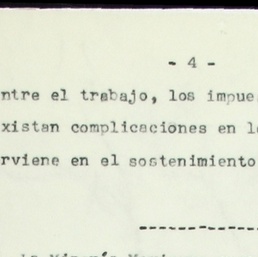 - 4 -
ntre el trabajo, los impue
xistan complicaciones en l
rviene en el sostenimiento